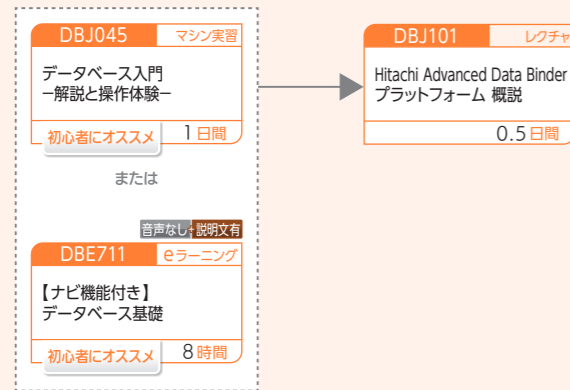 DBJ045 マシン実習
データベース入門
−解説と操作体験−
初心者にオススメ 1日間
または
音声なし+説明文有
DBE711 eラーニング
【ナビ機能付き】
データベース基礎
初心者にオススメ 8時間
DBJ101 レクチャ
Hitachi Advanced Data Binder
プラットフォーム 概説
0.5日間